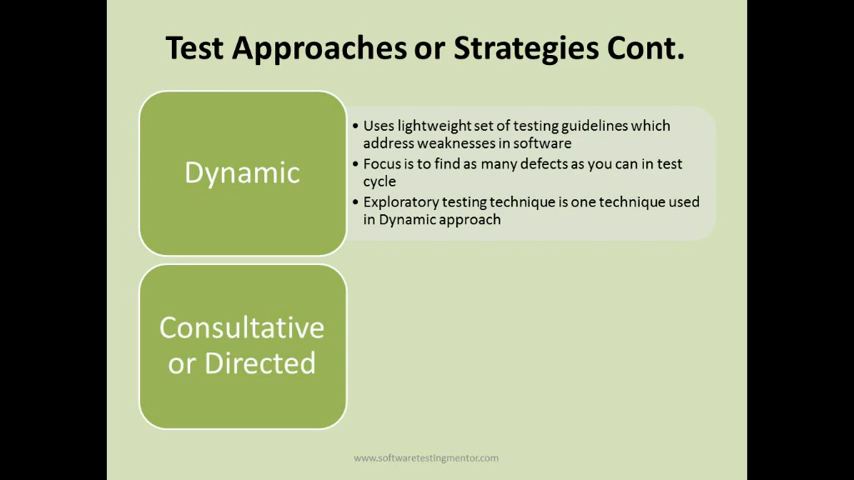 Test Approaches or Strategies Cont.
Dynamic
• Uses lightweight set of testing guidelines which
address weaknesses in software
• Focus is to find as many defects as you can in test
cycle
• Exploratory testing technique is one technique used
in Dynamic approach
Consultative
or Directed
www.softwaretestingmentor.com